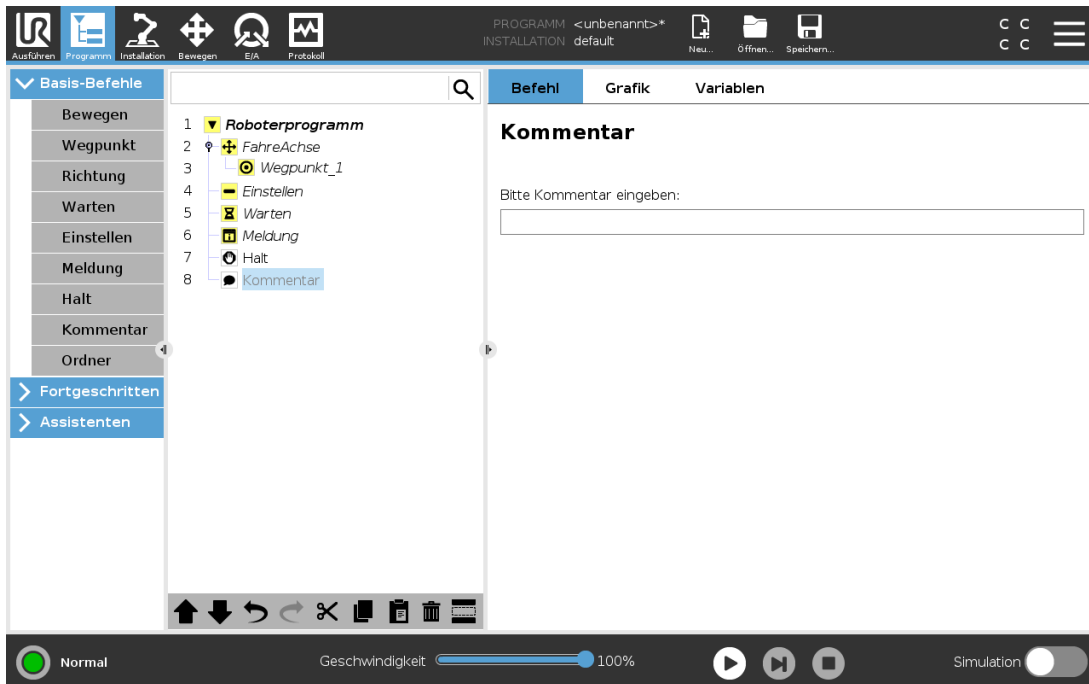 PROGRAMM <unbenannt>*
INSTALLATION default
C C
C C
Ausführen Programm Installation Bewegen E/A Protokoll Neu... Öffnen... Speichern...
Basis-Befehle
Bewegen
Wegpunkt
Richtung
Warten
Einstellen
Meldung
Halt
Kommentar
Ordner
Fortgeschritten
Assistenten
1 Roboterprogramm
2 FahreAchse
3 Wegpunkt_1
4 Einstellen
5 Warten
6 Meldung
7 Halt
8 Kommentar
Befehl Grafik Variablen
Kommentar
Bitte Kommentar eingeben:
Normal Geschwindigkeit 100% Simulation